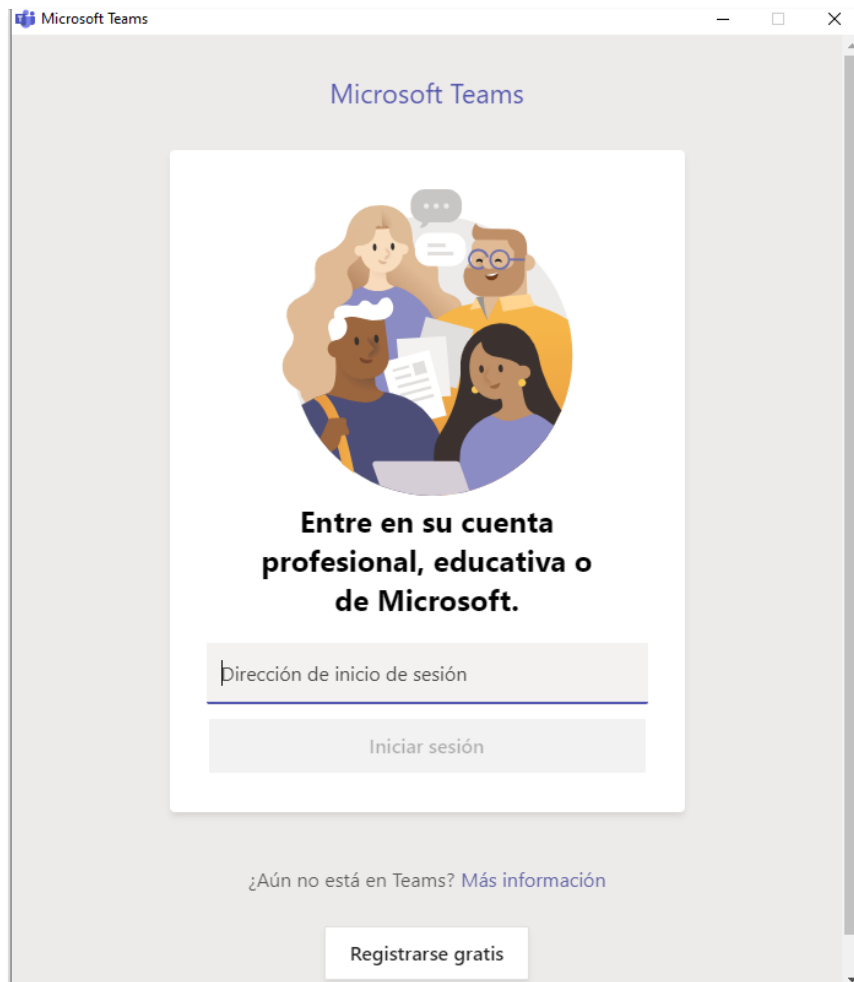 Microsoft Teams
Microsoft Teams
Entre en su cuenta
profesional, educativa o
de Microsoft.
Dirección de inicio de sesión
Iniciar sesión
¿Aún no está en Teams? Más información
Registrarse gratis